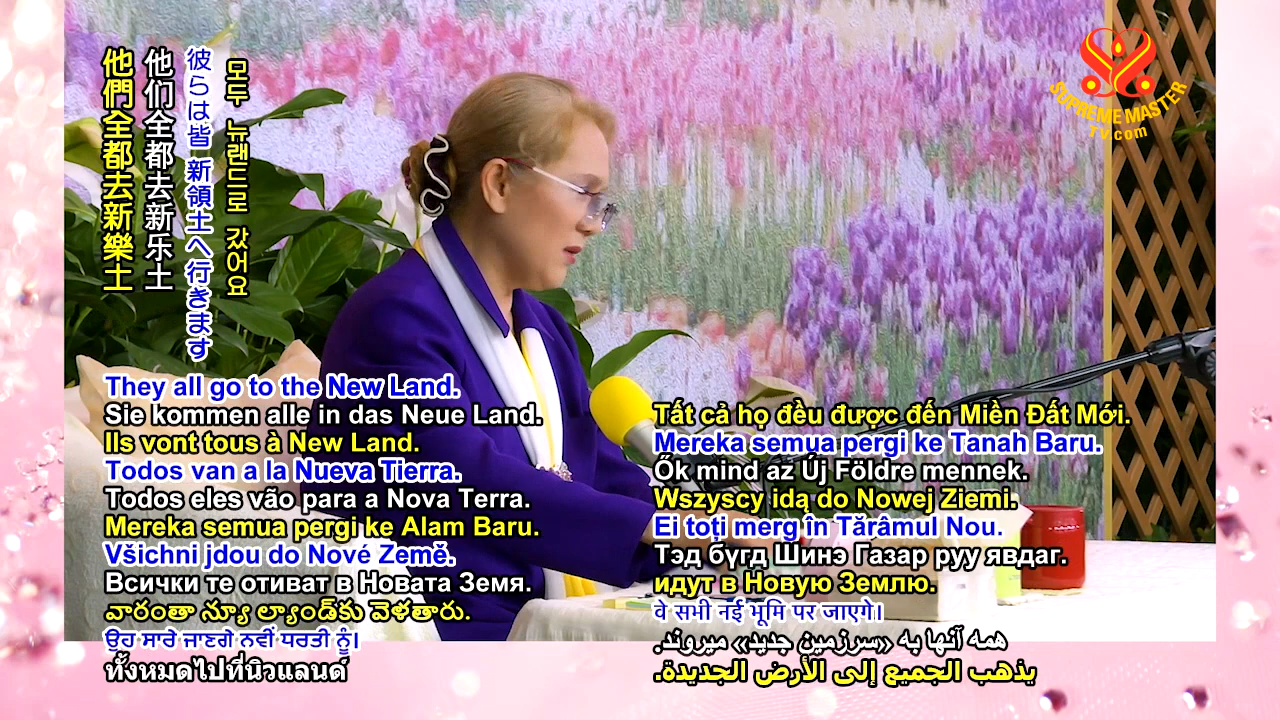 他們全都去新樂土
他们全都去新乐土
彼らは皆 新領土へ行きます
모두 뉴랜드로 갔어요
SUPREME MASTER
TV.com
They all go to the New Land.
Sie kommen alle in das Neue Land.
Ils vont tous à New Land.
Todos van a la Nueva Tierra.
Todos eles vão para a Nova Terra.
Mereka semua pergi ke Alam Baru.
Všichni jdou do Nové Země.
Всички те отиват в Новата Земя.
వారంతా న్యూ ల్యాండ్‌కు వెళతారు.
ਉਹ ਸਾਰੇ ਜਾਣਗੇ ਨਵੀਂ ਧਰਤੀ ਨੂੰ।
ทั้งหมดไปที่นิวแลนด์
Tất cả họ đều được đến Miền Đất Mới.
Mereka semua pergi ke Tanah Baru.
Ők mind az Új Földre mennek.
Wszyscy idą do Nowej Ziemi.
Ei toți merg în Tărâmul Nou.
Тэд бүгд Шинэ Газар руу явдаг.
идут в Новую Землю.
वे सभी नई भूमि पर जाएगे।
همه آنها به «سرزمین جدید» میروند.
يذهب الجميع إلى الأرض الجديدة.